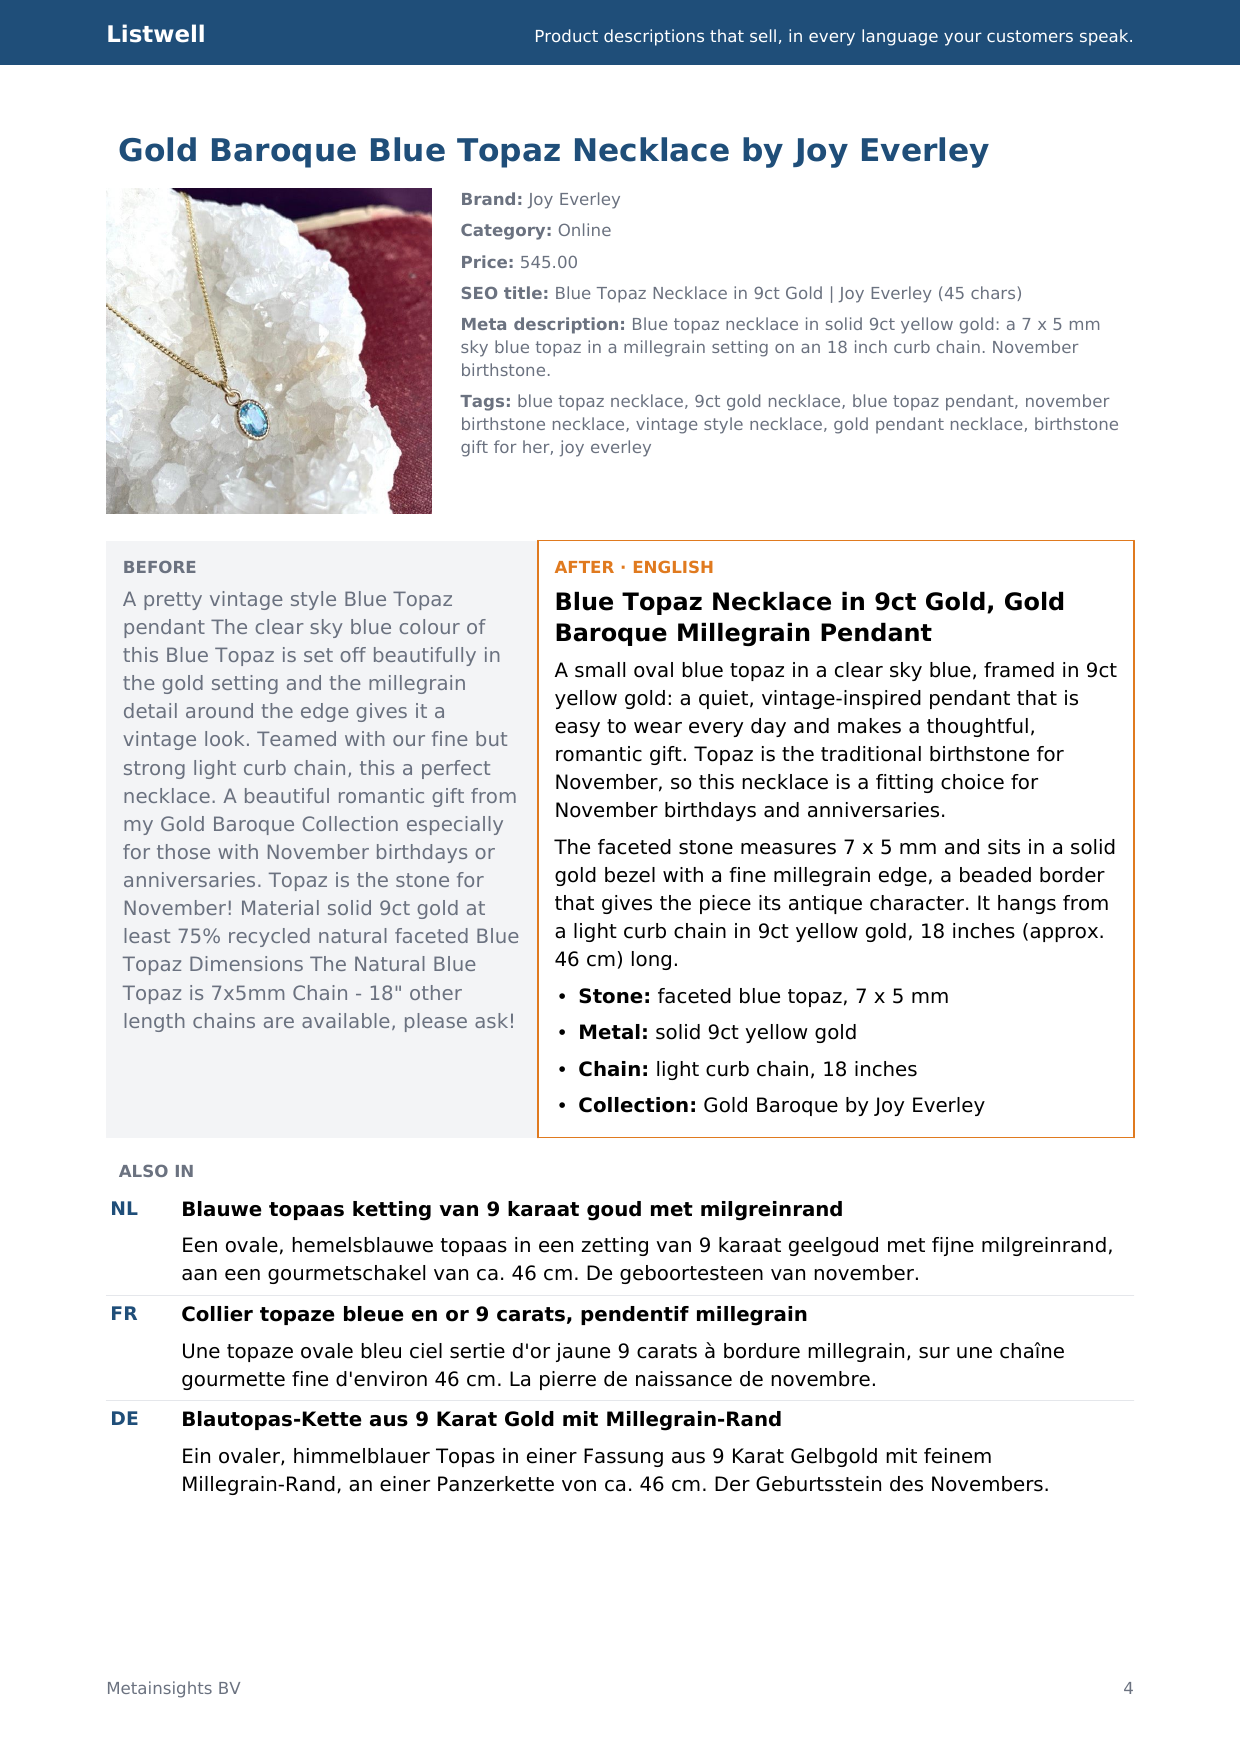 Listwell
Product descriptions that sell, in every language your customers speak.
Gold Baroque Blue Topaz Necklace by Joy Everley
Brand: Joy Everley
Category: Online
Price: 545.00
SEO title: Blue Topaz Necklace in 9ct Gold | Joy Everley (45 chars)
Meta description: Blue topaz necklace in solid 9ct yellow gold: a 7 x 5 mm
sky blue topaz in a millegrain setting on an 18 inch curb chain. November
birthstone.
Tags: blue topaz necklace, 9ct gold necklace, blue topaz pendant, november
birthstone necklace, vintage style necklace, gold pendant necklace, birthstone
gift for her, joy everley
BEFORE
A pretty vintage style Blue Topaz
pendant The clear sky blue colour of
this Blue Topaz is set off beautifully in
the gold setting and the millegrain
detail around the edge gives it a
vintage look. Teamed with our fine but
strong light curb chain, this a perfect
necklace. A beautiful romantic gift from
my Gold Baroque Collection especially
for those with November birthdays or
anniversaries. Topaz is the stone for
November! Material solid 9ct gold at
least 75% recycled natural faceted Blue
Topaz Dimensions The Natural Blue
Topaz is 7x5mm Chain - 18" other
length chains are available, please ask!
AFTER · ENGLISH
Blue Topaz Necklace in 9ct Gold, Gold
Baroque Millegrain Pendant
A small oval blue topaz in a clear sky blue, framed in 9ct
yellow gold: a quiet, vintage-inspired pendant that is
easy to wear every day and makes a thoughtful,
romantic gift. Topaz is the traditional birthstone for
November, so this necklace is a fitting choice for
November birthdays and anniversaries.
The faceted stone measures 7 x 5 mm and sits in a solid
gold bezel with a fine millegrain edge, a beaded border
that gives the piece its antique character. It hangs from
a light curb chain in 9ct yellow gold, 18 inches (approx.
46 cm) long.
• Stone: faceted blue topaz, 7 x 5 mm
• Metal: solid 9ct yellow gold
• Chain: light curb chain, 18 inches
• Collection: Gold Baroque by Joy Everley
ALSO IN
NL
Blauwe topaas ketting van 9 karaat goud met milgreinrand
Een ovale, hemelsblauwe topaas in een zetting van 9 karaat geelgoud met fijne milgreinrand,
aan een gourmetschakel van ca. 46 cm. De geboortesteen van november.
FR
Collier topaze bleue en or 9 carats, pendentif millegrain
Une topaze ovale bleu ciel sertie d'or jaune 9 carats à bordure millegrain, sur une chaîne
gourmette fine d'environ 46 cm. La pierre de naissance de novembre.
DE
Blautopas-Kette aus 9 Karat Gold mit Millegrain-Rand
Ein ovaler, himmelblauer Topas in einer Fassung aus 9 Karat Gelbgold mit feinem
Millegrain-Rand, an einer Panzerkette von ca. 46 cm. Der Geburtsstein des Novembers.
Metainsights BV
4